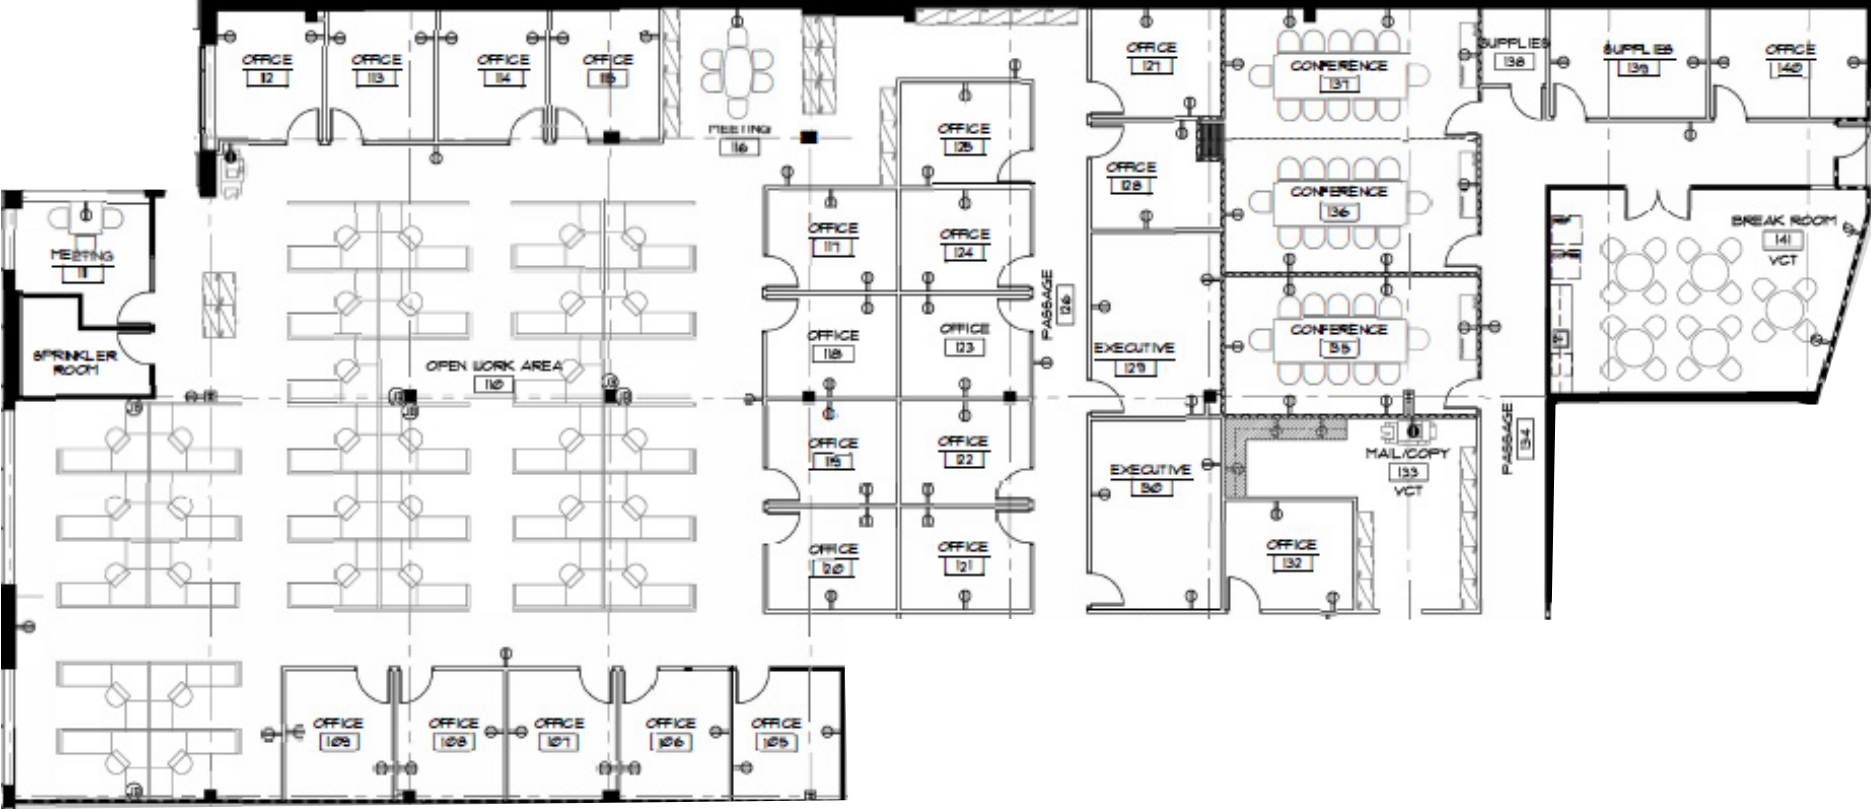 OFFICE
112
OFFICE
113
OFFICE
114
OFFICE
115
MEETING
116
OFFICE
125
OFFICE
127
CONFERENCE
137
SUPPLIES
138
SUPPLIES
139
OFFICE
140
MEETING
111
SPRINKLER
ROOM
OPEN WORK AREA
110
OFFICE
117
OFFICE
124
OFFICE
118
OFFICE
123
OFFICE
119
OFFICE
122
OFFICE
120
OFFICE
121
PASSAGE
126
OFFICE
128
EXECUTIVE
129
EXECUTIVE
130
CONFERENCE
136
CONFERENCE
135
MAIL/COPY
133
VCT
OFFICE
132
PASSAGE
134
BREAK ROOM
141
VCT
OFFICE
109
OFFICE
108
OFFICE
107
OFFICE
106
OFFICE
105